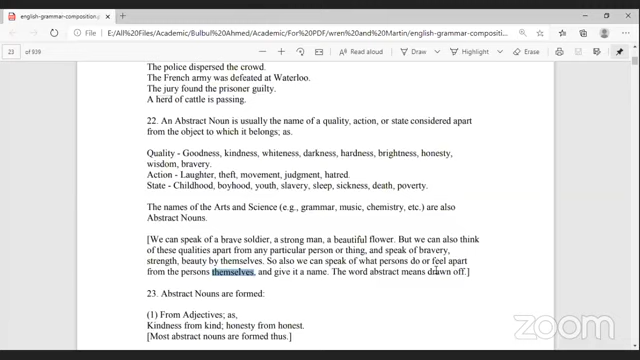 english-grammar-composition.p
E:/All%20Files/Academic/Bulbul%20Ahmed/Academic/For%20PDF/wren%20and%20Martin/english-grammar-composition.
23 of 939
Read aloud
Draw
Highlight
Erase
The police dispersed the crowd.
The French army was defeated at Waterloo.
The jury found the prisoner guilty.
A herd of cattle is passing.
22. An Abstract Noun is usually the name of a quality, action, or state considered apart
from the object to which it belongs; as.
Quality - Goodness, kindness, whiteness, darkness, hardness, brightness, honesty,
wisdom, bravery.
Action - Laughter, theft, movement, judgment, hatred.
State - Childhood, boyhood, youth, slavery, sleep, sickness, death, poverty.
The names of the Arts and Science (e.g., grammar, music, chemistry, etc.) are also
Abstract Nouns.
[We can speak of a brave soldier, a strong man, a beautiful flower. But we can also think
of these qualities apart from any particular person or thing, and speak of bravery,
strength, beauty by themselves. So also we can speak of what persons do or feel apart
from the persons themselves, and give it a name. The word abstract means drawn off.]
23. Abstract Nouns are formed:
(1) From Adjectives; as,
Kindness from kind; honesty from honest.
[Most abstract nouns are formed thus.]
zoom